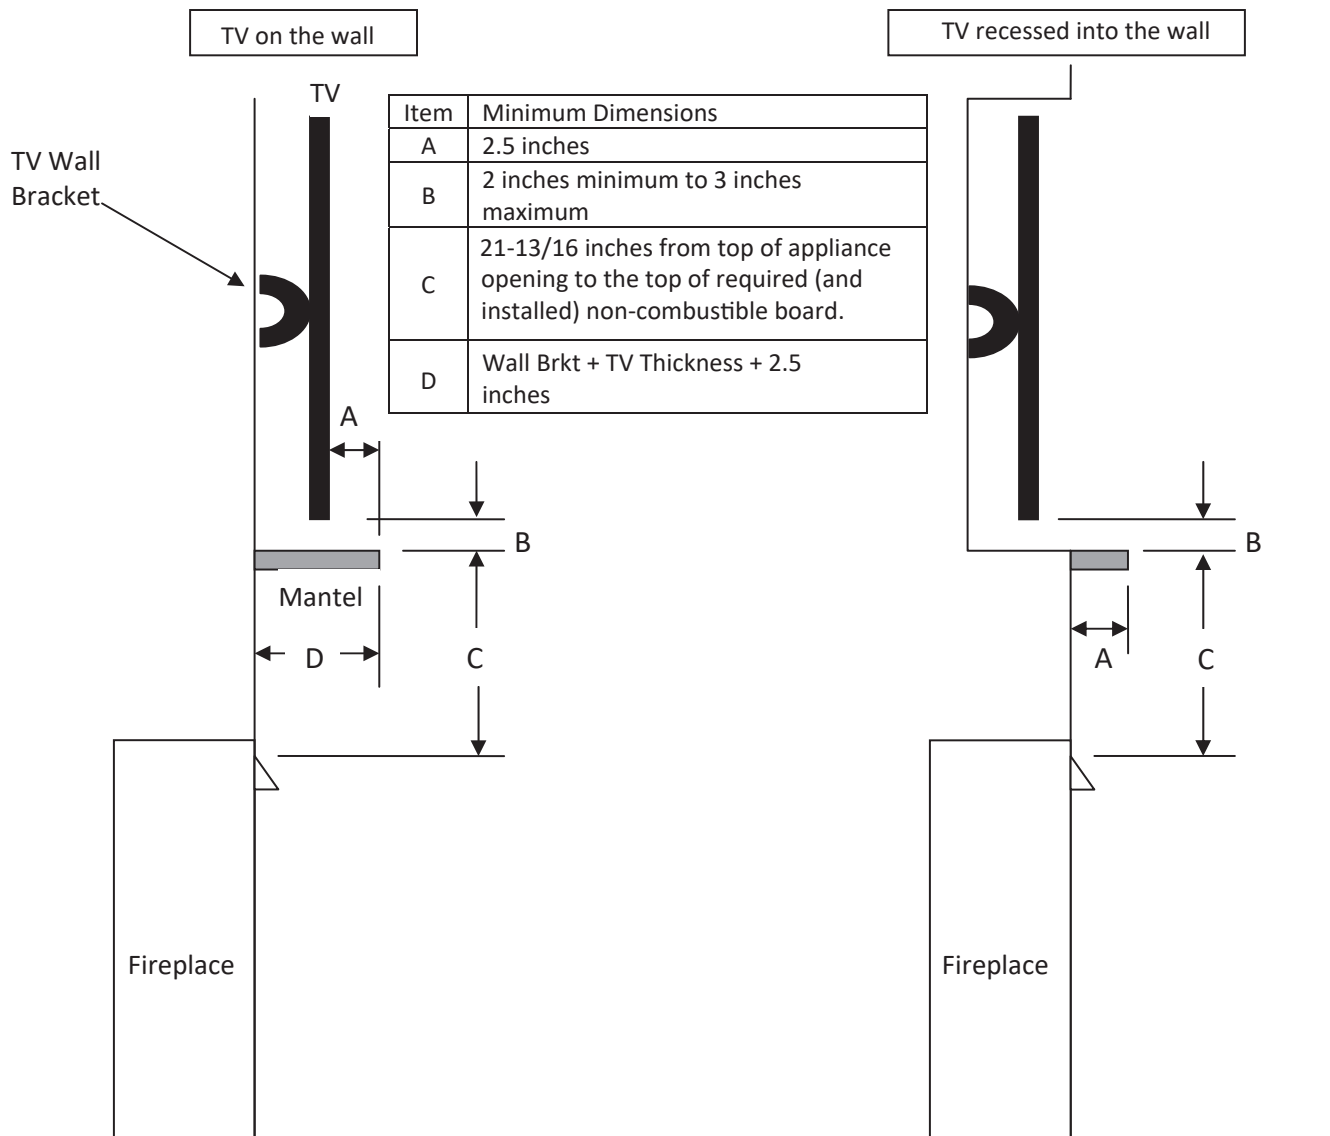 TV on the wall
TV recessed into the wall
TV
TV Wall
Bracket
Item Minimum Dimensions
A 2.5 inches
B 2 inches minimum to 3 inches
maximum
C 21-13/16 inches from top of appliance
opening to the top of required (and
installed) non-combustible board.
D Wall Brkt + TV Thickness + 2.5
inches
A
B
B
Mantel
D
C
A
C
Fireplace
Fireplace